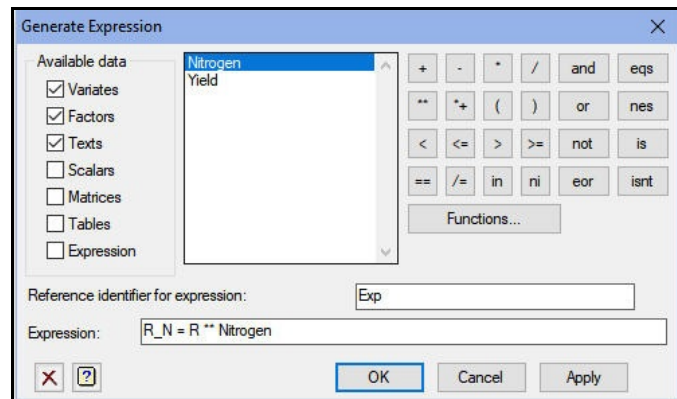 Generate Expression
Available data
Variates
Factors
Texts
Scalars
Matrices
Tables
Expression
Nitrogen
Yield
+ - * / and eqs
** *+ ( ) or nes
< <= > >= not is
== /= in ni eor isnt
Functions...
Reference identifier for expression: Exp
Expression: R_N = R ** Nitrogen
OK Cancel Apply